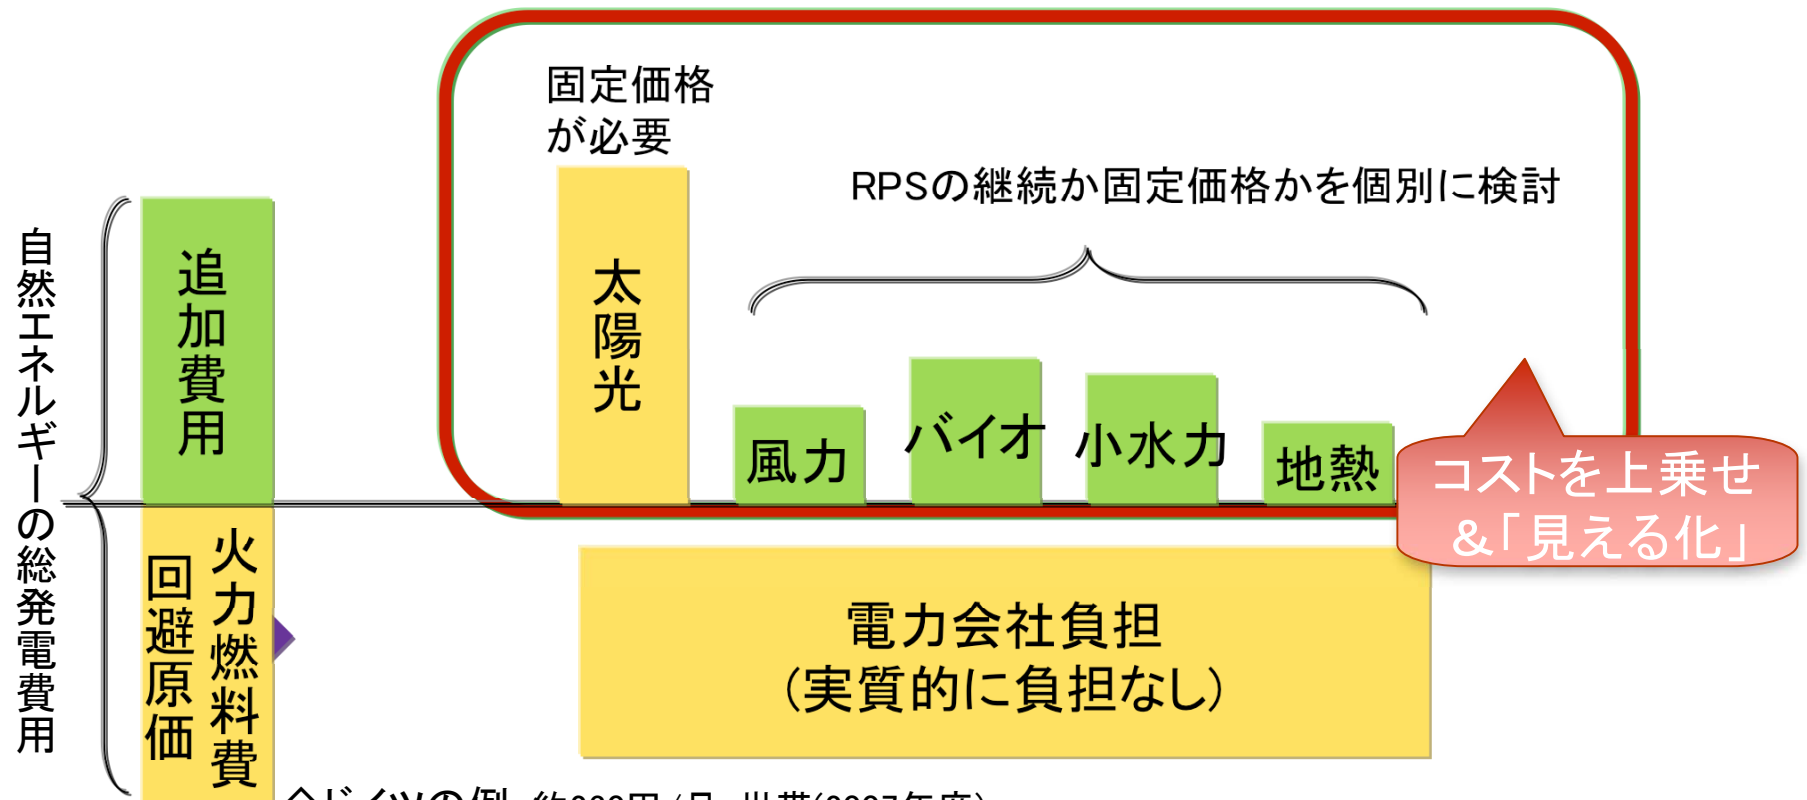 固定価格
が必要
RPSの継続か固定価格かを個別に検討
自然エネルギーの総発電費用
追加費用
太陽光
風力
バイオ
小水力
地熱
コストを上乗せ
&「見える化」
火力燃料費
回避原価
電力会社負担
(実質的に負担なし)